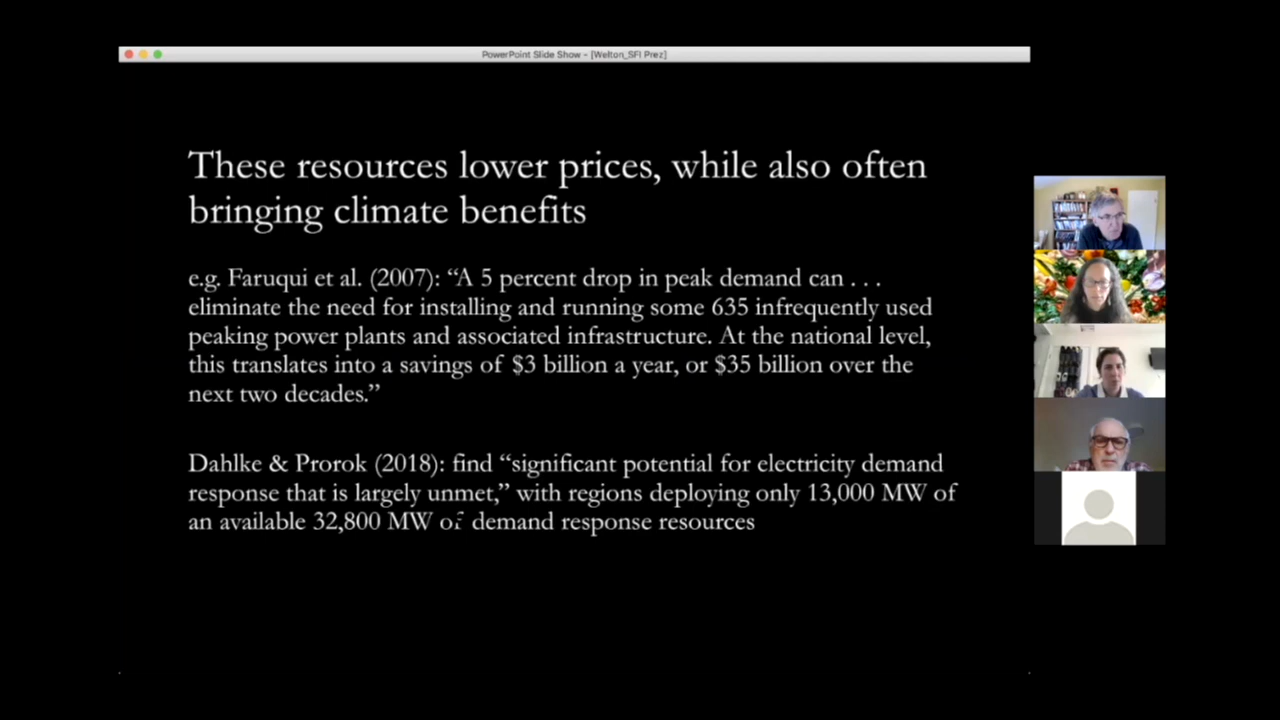 PowerPoint Slide Show - [Welton_SFI Prez]
These resources lower prices, while also often
bringing climate benefits
e.g. Faruqui et al. (2007): “A 5 percent drop in peak demand can . . .
eliminate the need for installing and running some 635 infrequently used
peaking power plants and associated infrastructure. At the national level,
this translates into a savings of $3 billion a year, or $35 billion over the
next two decades.”
Dahlke & Prorok (2018): find “significant potential for electricity demand
response that is largely unmet,” with regions deploying only 13,000 MW of
an available 32,800 MW of demand response resources